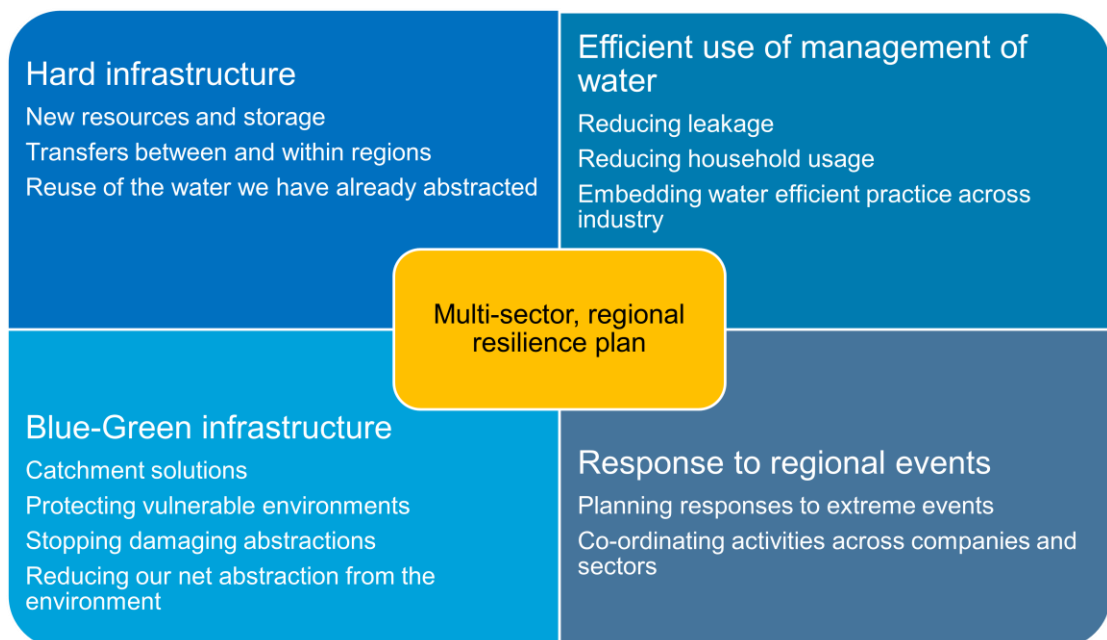 Hard infrastructure
New resources and storage
Transfers between and within regions
Reuse of the water we have already abstracted
Efficient use of management of
water
Reducing leakage
Reducing household usage
Embedding water efficient practice across
industry
Multi-sector, regional
resilience plan
Blue-Green infrastructure
Catchment solutions
Protecting vulnerable environments
Stopping damaging abstractions
Reducing our net abstraction from the
environment
Response to regional events
Planning responses to extreme events
Co-ordinating activities across companies and
sectors